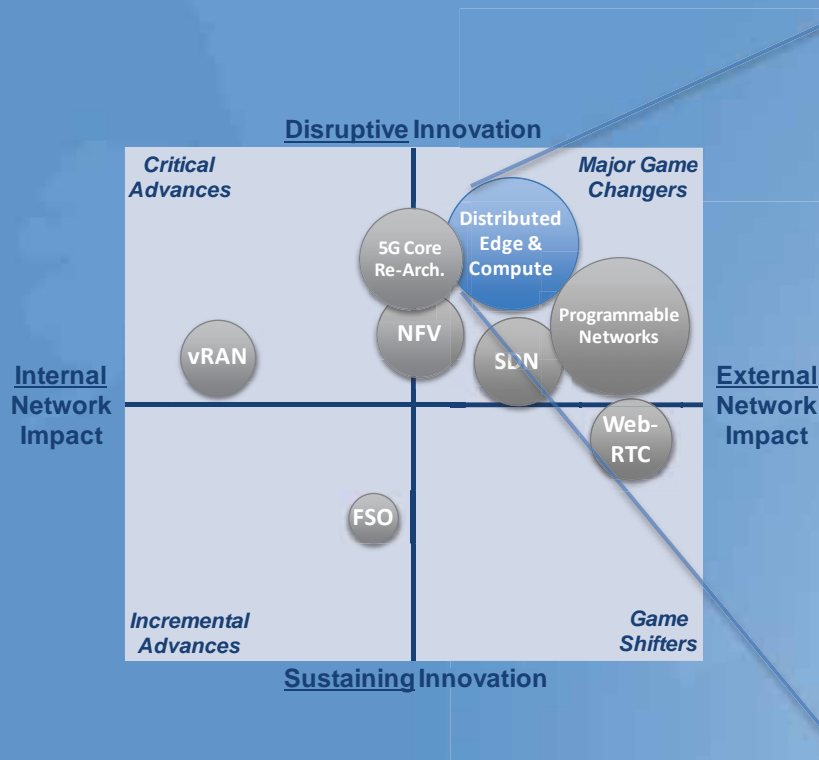 Disruptive Innovation
Critical
Advances
Major Game
Changers
Distributed
Edge &
Compute
5G Core
Re-Arch.
Programmable
Networks
NFV
vRAN
SDN
Internal
Network
Impact
External
Network
Impact
Web-
RTC
FSO
Incremental
Advances
Game
Shifters
Sustaining Innovation